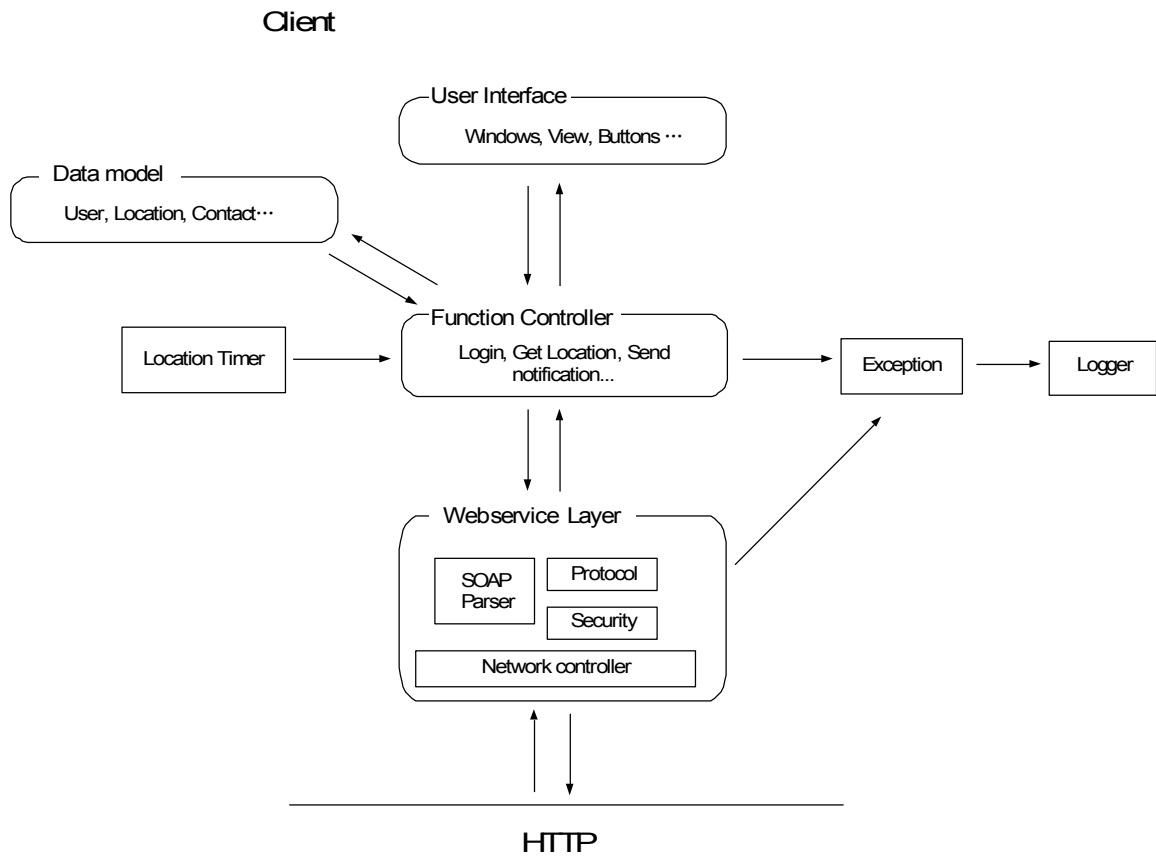 Client
User Interface
Windows, View, Buttons ⋯
Data model
User, Location, Contact⋯
Function Controller
Login, Get Location, Send
notification...
Location Timer
Exception
Logger
Webservice Layer
SOAP
Parser
Protocol
Security
Network controller
HTTP